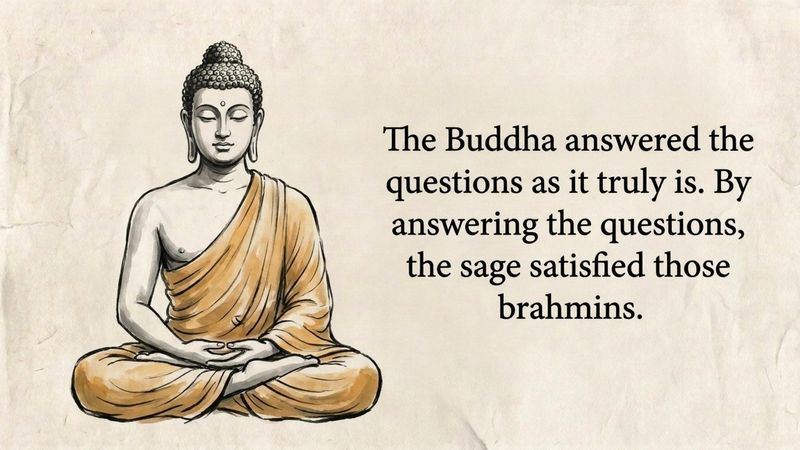 The Buddha answered the
questions as it truly is. By
answering the questions,
the sage satisfied those
brahmins.